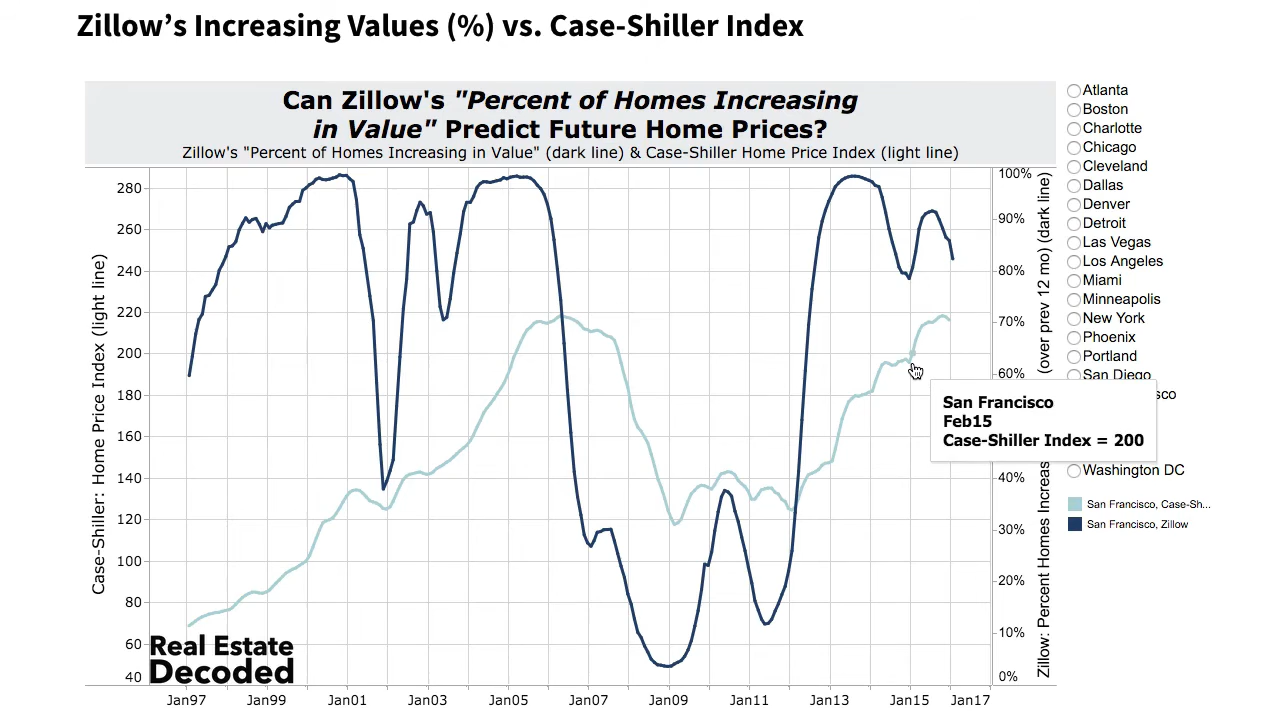 Zillow’s Increasing Values (%) vs. Case-Shiller Index
Can Zillow's "Percent of Homes Increasing
in Value" Predict Future Home Prices?
Zillow's "Percent of Homes Increasing in Value" (dark line) & Case-Shiller Home Price Index (light line)
Case-Shiller: Home Price Index (light line)
280
260
240
220
200
180
160
140
120
100
80
60
40
Real Estate
Decoded
Jan97
Jan99
Jan01
Jan03
Jan05
Jan07
Jan09
Jan11
Jan13
Jan15
Jan17
100%
90%
80%
70%
60%
40%
30%
20%
10%
0%
Zillow: Percent Homes Increas
(over prev 12 mo) (dark line)
San Francisco
Feb15
Case-Shiller Index = 200
Atlanta
Boston
Charlotte
Chicago
Cleveland
Dallas
Denver
Detroit
Las Vegas
Los Angeles
Miami
Minneapolis
New York
Phoenix
Portland
San Diego
sco
Washington DC
San Francisco, Case-Sh...
San Francisco, Zillow